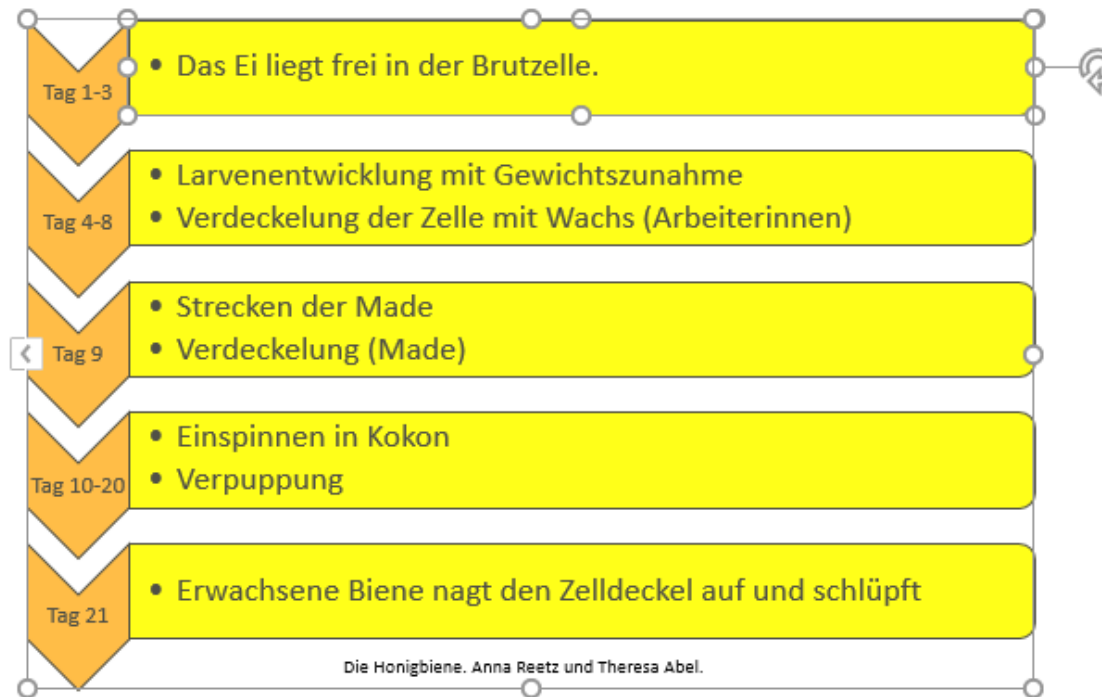 Tag 1-3
• Das Ei liegt frei in der Brutzelle.
Tag 4-8
• Larvenentwicklung mit Gewichtszunahme
• Verdeckelung der Zelle mit Wachs (Arbeiterinnen)
Tag 9
• Strecken der Made
• Verdeckelung (Made)
Tag 10-20
• Einspinnen in Kokon
• Verpuppung
Tag 21
• Erwachsene Biene nagt den Zelldeckel auf und schlüpft
Die Honigbiene. Anna Reetz und Theresa Abel.